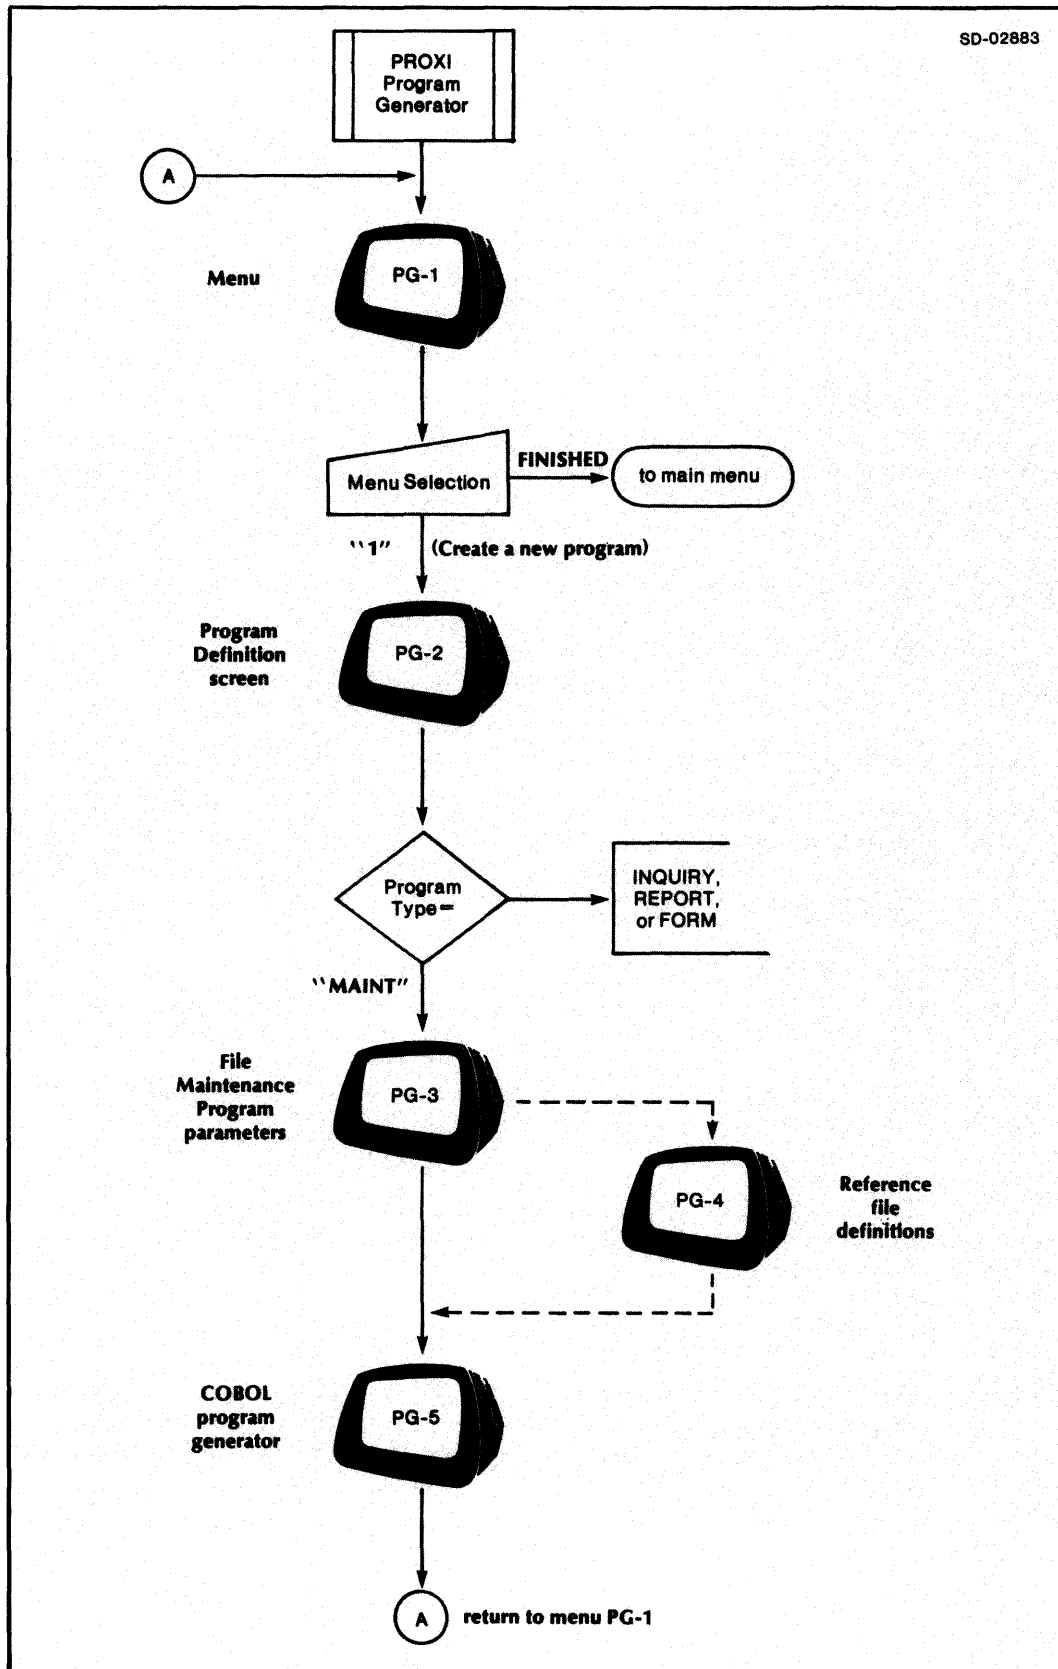 SD-02883
PROXI
Program
Generator
A
Menu
PG-1
Menu Selection
FINISHED
to main menu
‵‵1″
(Create a new program)
Program
Definition
screen
PG-2
Program
Type=
INQUIRY,
REPORT,
or FORM
‵‵MAINT″
File
Maintenance
Program
parameters
PG-3
PG-4
Reference
file
definitions
COBOL
program
generator
PG-5
A
return to menu PG-1